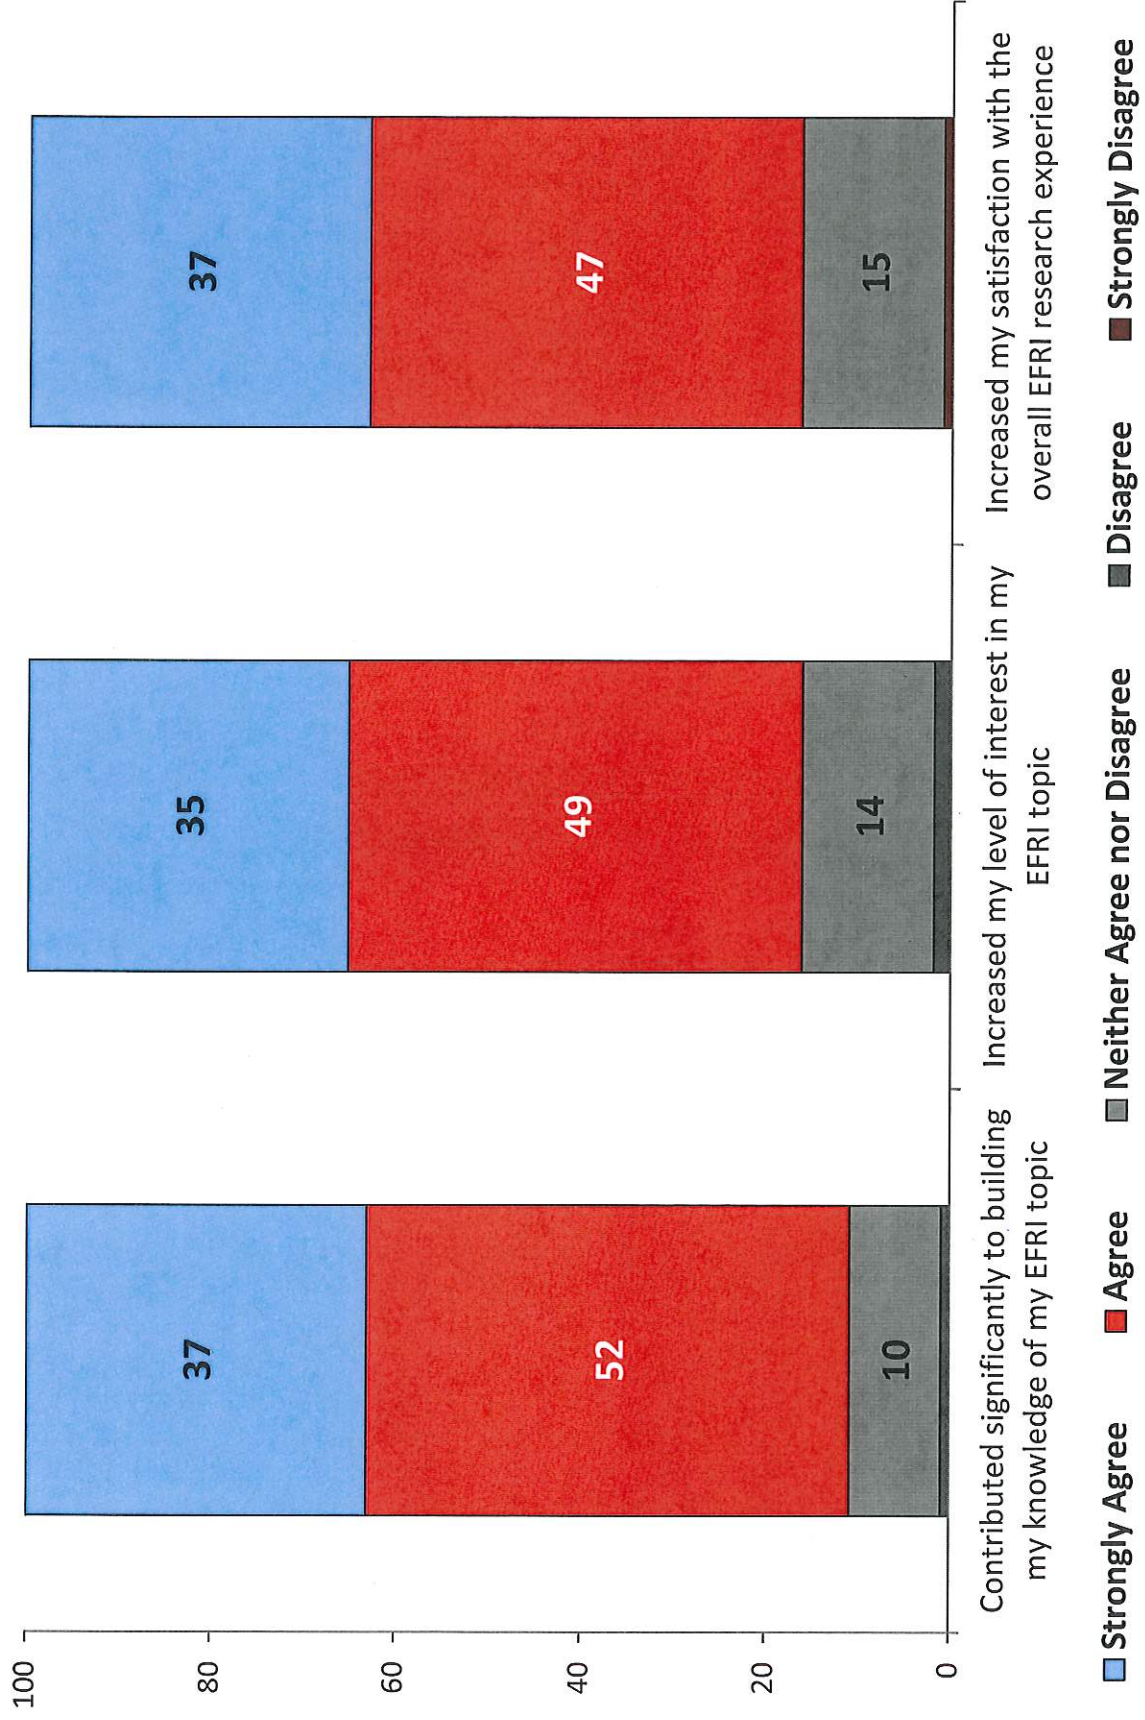 100
80
60
40
20
0
37
52
10
35
49
14
37
47
15
Contributed significantly to building
my knowledge of my EFRI topic
Increased my level of interest in my
EFRI topic
Increased my satisfaction with the
overall EFRI research experience
Strongly Agree
Agree
Neither Agree nor Disagree
Disagree
Strongly Disagree